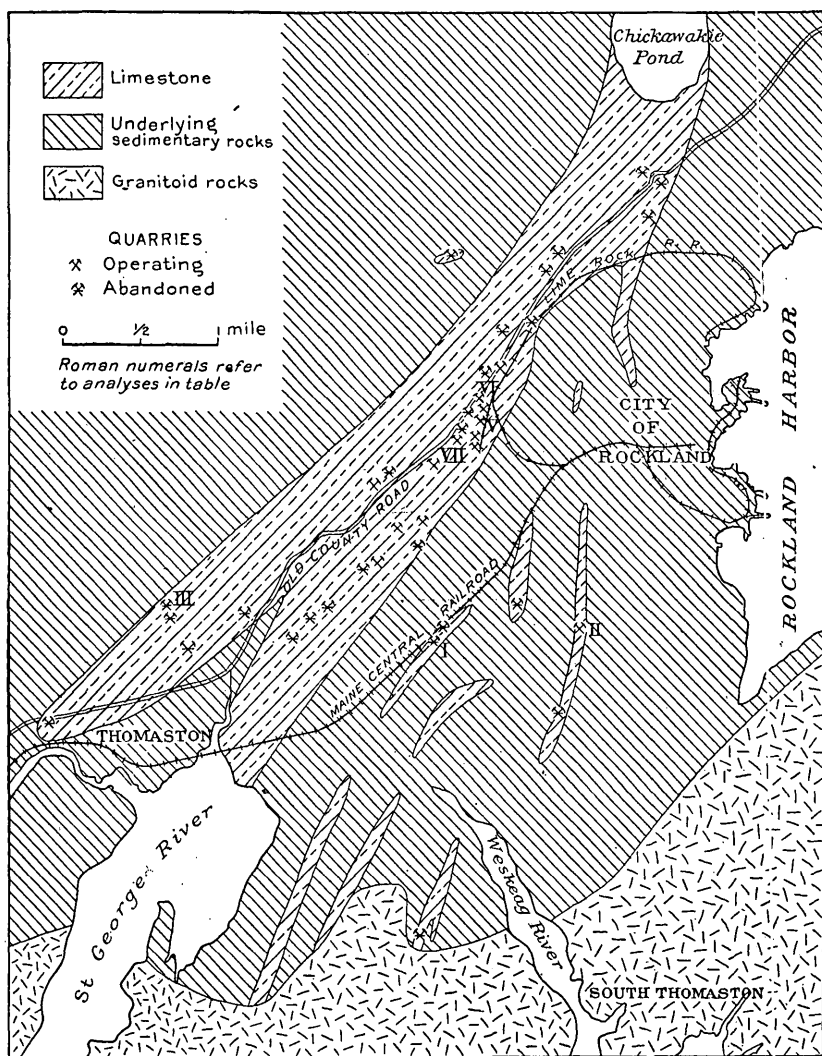 Chickawakie
Pond
Limestone
Underlying
sedimentary rocks
Granitoid rocks
QUARRIES
Operating
Abandoned
0 1/2 1 mile
Roman numerals refer
to analyses in table
LIME ROCK R. R.
ROCKLAND HARBOR
CITY
OF
ROCKLAND
VI
V
VII
OLD COUNTY ROAD
III
II
I
MAINE CENTRAL RAILROAD
THOMASTON
St George River
Weskeag River
SOUTH THOMASTON